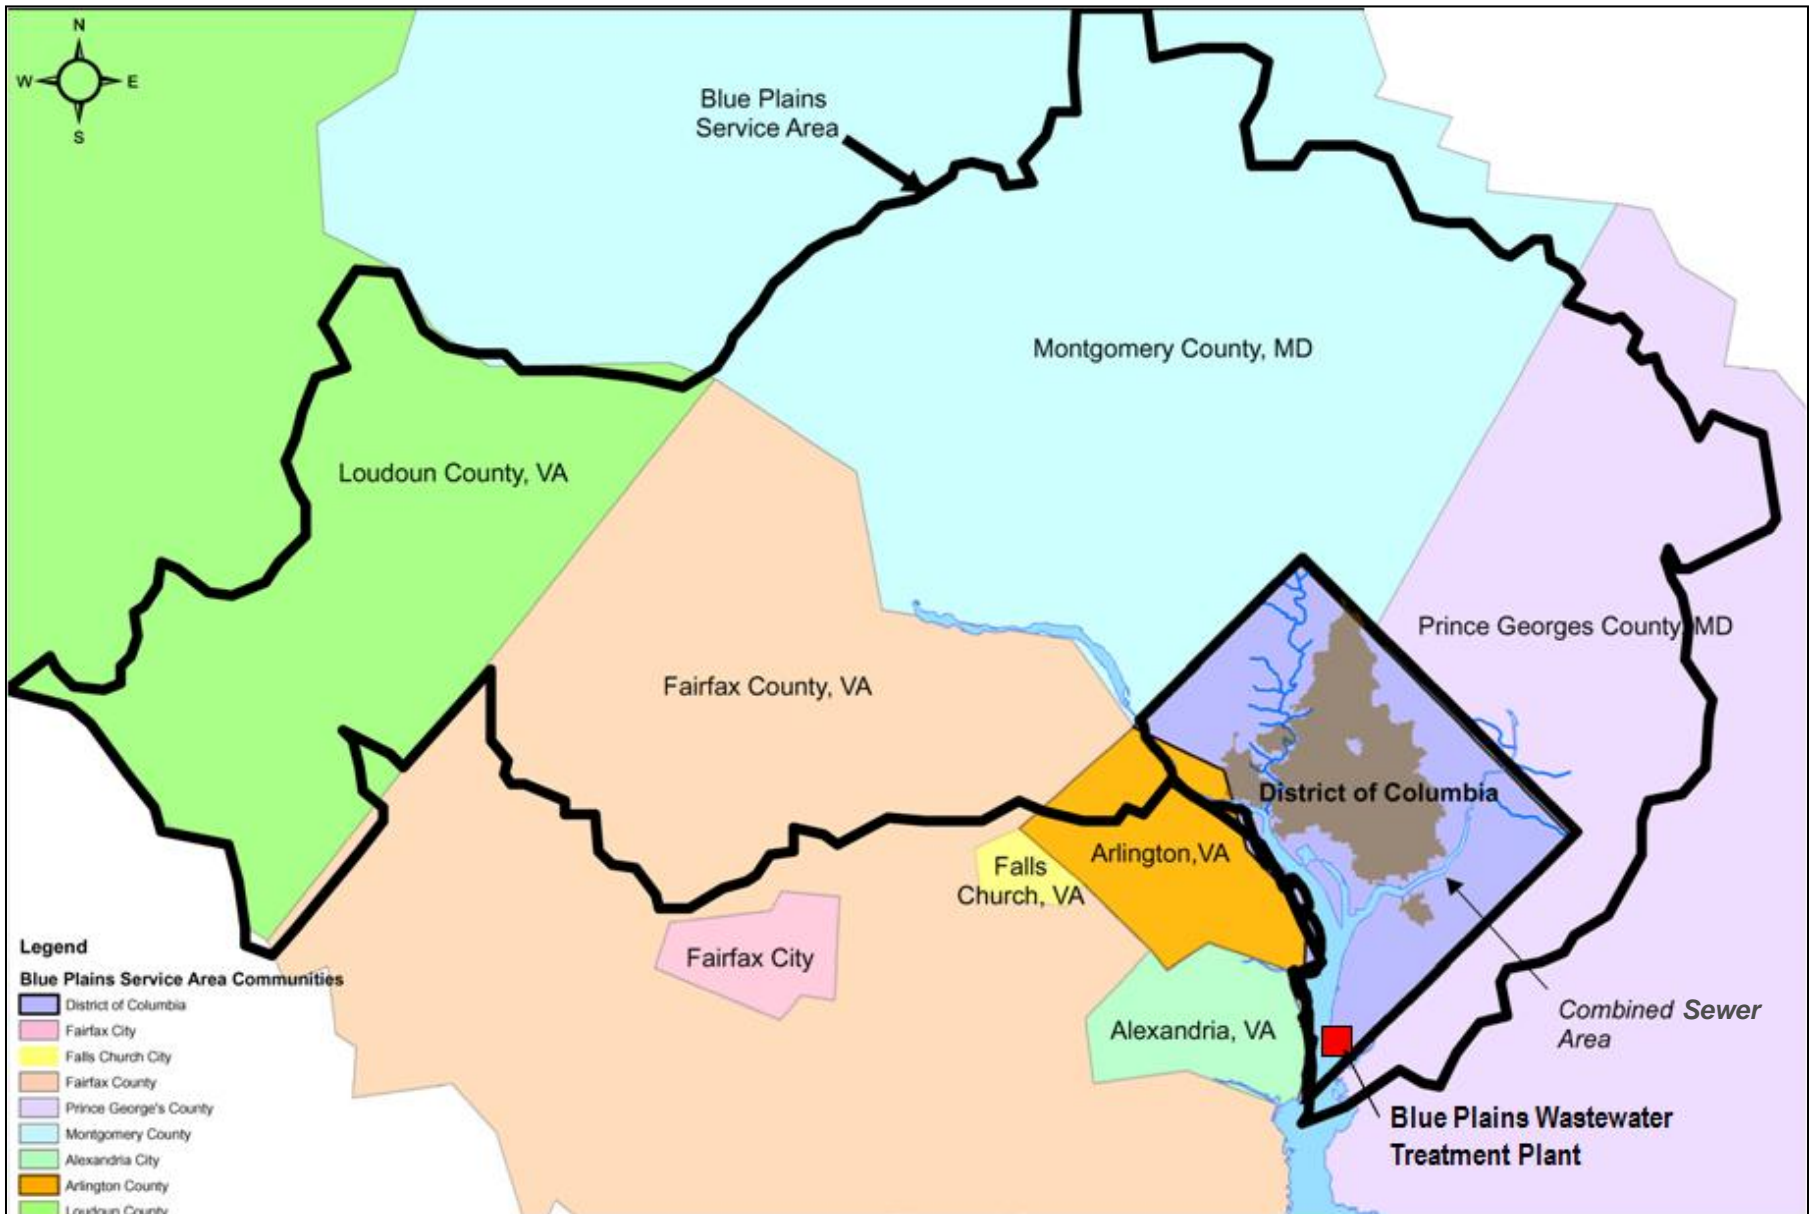 N
W
E
S
Blue Plains
Service Area
Montgomery County, MD
Loudoun County, VA
Prince Georges County, MD
Fairfax County, VA
District of Columbia
Arlington,VA
Falls
Church, VA
Fairfax City
Alexandria, VA
Combined Sewer
Area
Blue Plains Wastewater
Treatment Plant
Legend
Blue Plains Service Area Communities
District of Columbia
Fairfax City
Falls Church City
Fairfax County
Prince George's County
Montgomery County
Alexandria City
Arlington County
Loudoun County